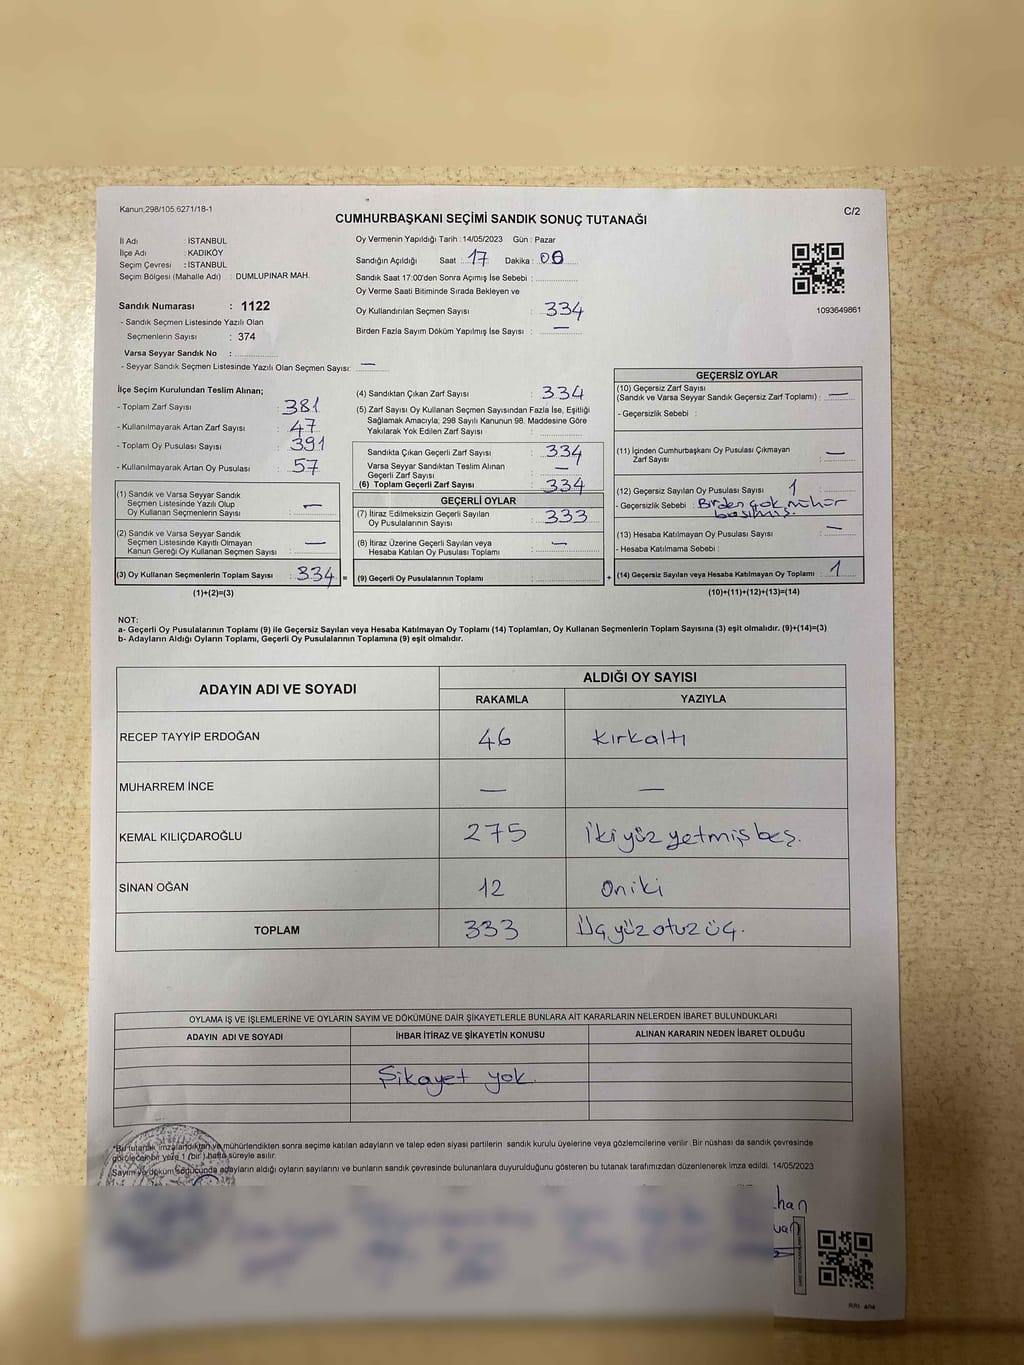 Kanun:298/105.6271/18-1
CUMHURBAŞKANI SEÇİMİ SANDIK SONUÇ TUTANAĞI
C/2
İl Adı : İSTANBUL
İlçe Adı : KADIKÖY
Seçim Çevresi : İSTANBUL
Seçim Bölgesi (Mahalle Adı) : DUMLUPINAR MAH.
Sandık Numarası : 1122
- Sandık Seçmen Listesinde Yazılı Olan
Seçmenlerin Sayısı : 374
Varsa Seyyar Sandık No : ...............
- Seyyar Sandık Seçmen Listesinde Yazılı Olan Seçmen Sayısı: —
Oy Vermenin Yapıldığı Tarih : 14/05/2023 Gün : Pazar
Sandığın Açıldığı Saat : 17 Dakika : 00
Sandık Saat 17:00'den Sonra Açımış İse Sebebi : ...............
Oy Verme Saati Bitiminde Sırada Bekleyen ve
Oy Kullandırılan Seçmen Sayısı : 334
Birden Fazla Sayım Döküm Yapılmış İse Sayısı : —
1093649861
İlçe Seçim Kurulundan Teslim Alınan;
- Toplam Zarf Sayısı : 381
- Kullanılmayarak Artan Zarf Sayısı : 47
- Toplam Oy Pusulası Sayısı : 391
- Kullanılmayarak Artan Oy Pusulası : 57
(1) Sandık ve Varsa Seyyar Sandık
Seçmen Listesinde Yazılı Olup
Oy Kullanan Seçmenlerin Sayısı : —
(2) Sandık ve Varsa Seyyar Sandık
Seçmen Listesinde Kayıtlı Olmayan
Kanun Gereği Oy Kullanan Seçmen Sayısı : —
(3) Oy Kullanan Seçmenlerin Toplam Sayısı : 334 =
(1)+(2)=(3)
(4) Sandıktan Çıkan Zarf Sayısı : 334
(5) Zarf Sayısı Oy Kullanan Seçmen Sayısından Fazla İse, Eşitliği
Sağlamak Amacıyla; 298 Sayılı Kanunun 98. Maddesine Göre
Yakılarak Yok Edilen Zarf Sayısı : ...............
Sandıkta Çıkan Geçerli Zarf Sayısı : 334
Varsa Seyyar Sandıktan Teslim Alınan
Geçerli Zarf Sayısı : —
(6) Toplam Geçerli Zarf Sayısı : 334
GEÇERLİ OYLAR
(7) İtiraz Edilmeksizin Geçerli Sayılan
Oy Pusulalarının Sayısı : 333
(8) İtiraz Üzerine Geçerli Sayılan veya
Hesaba Katılan Oy Pusulası Toplamı : —
(9) Geçerli Oy Pusulalarının Toplamı : ............... +
GEÇERSİZ OYLAR
(10) Geçersiz Zarf Sayısı
(Sandık ve Varsa Seyyar Sandık Geçersiz Zarf Toplamı) : —
- Geçersizlik Sebebi :
(11) İçinden Cumhurbaşkanı Oy Pusulası Çıkmayan
Zarf Sayısı : —
(12) Geçersiz Sayılan Oy Pusulası Sayısı : 1
- Geçersizlik Sebebi : Birden çok mühür
basılmış.
(13) Hesaba Katılmayan Oy Pusulası Sayısı : —
- Hesaba Katılmama Sebebi :
(14) Geçersiz Sayılan veya Hesaba Katılmayan Oy Toplamı : 1
(10)+(11)+(12)+(13)=(14)
NOT:
a- Geçerli Oy Pusulalarının Toplamı (9) ile Geçersiz Sayılan veya Hesaba Katılmayan Oy Toplamı (14) Toplamları, Oy Kullanan Seçmenlerin Toplam Sayısına (3) eşit olmalıdır. (9)+(14)=(3)
b- Adayların Aldığı Oyların Toplamı, Geçerli Oy Pusulalarının Toplamına (9) eşit olmalıdır.
ADAYIN ADI VE SOYADI
ALDIĞI OY SAYISI
RAKAMLA YAZIYLA
RECEP TAYYİP ERDOĞAN 46 Kırkaltı
MUHARREM İNCE — —
KEMAL KILIÇDAROĞLU 275 İkiyüz yetmiş beş.
SİNAN OĞAN 12 Oniki
TOPLAM 333 Üçyüz otuz üç.
OYLAMA İŞ VE İŞLEMLERİNE VE OYLARIN SAYIM VE DÖKÜMÜNE DAİR ŞİKAYETLERLE BUNLARA AİT KARARLARIN NELERDEN İBARET BULUNDUKLARI
ADAYIN ADI VE SOYADI İHBAR İTİRAZ VE ŞİKAYETİN KONUSU ALINAN KARARIN NEDEN İBARET OLDUĞU
Şikayet yok.
*Bu tutanak imzalandıktan ve mühürlendikten sonra seçime katılan adayların ve talep eden siyasi partilerin sandık kurulu üyelerine veya gözlemcilerine verilir. Bir nüshası da sandık çevresinde
görülecek bir yere 1 (bir) hafta süreyle asılır.
Sayım ve döküm sonucunda adayların aldığı oyların sayılarını ve bunların sandık çevresinde bulunanlara duyurulduğunu gösteren bu tutanak tarafımızdan düzenlenerek imza edildi. 14/05/2023